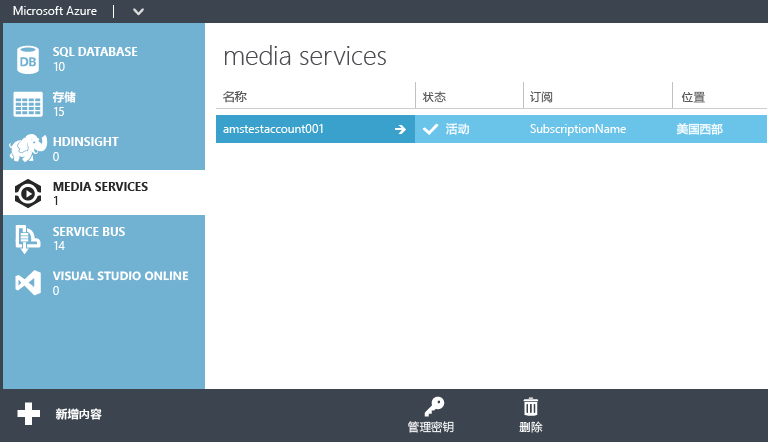 Microsoft Azure
SQL DATABASE
10
存储
15
HDINSIGHT
0
MEDIA SERVICES
1
SERVICE BUS
14
VISUAL STUDIO ONLINE
0
media services
名称 状态 订阅 位置
amstestaccount001 活动 SubscriptionName 美国西部
新增内容
管理密钥
删除
DB